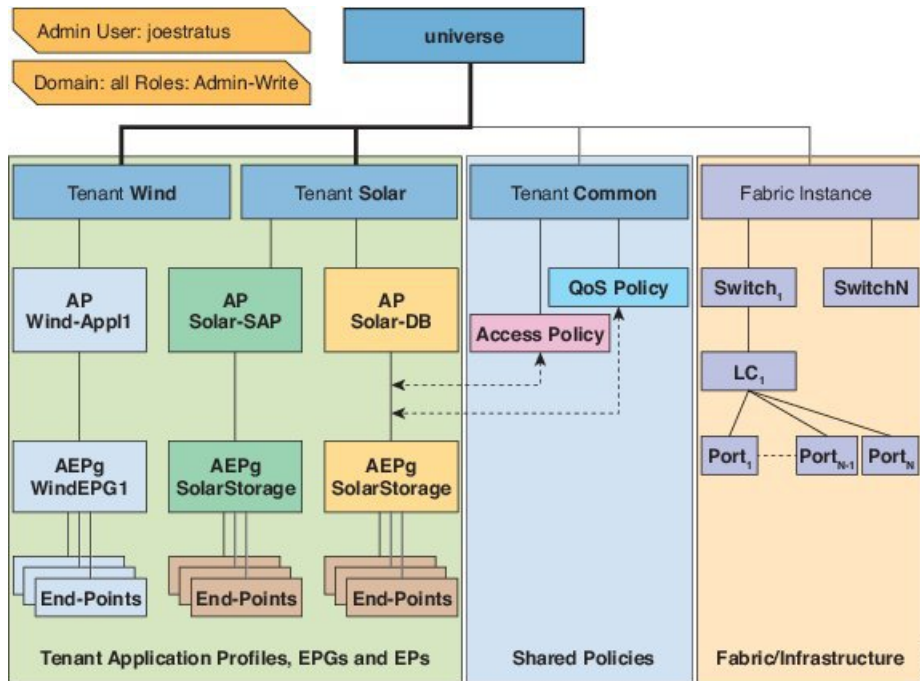 Admin User: joestratus
Domain: all Roles: Admin-Write
universe
Tenant Wind
Tenant Solar
Tenant Common
Fabric Instance
AP
Wind-Appl1
AP
Solar-SAP
AP
Solar-DB
QoS Policy
Access Policy
Switch₁
SwitchN
LC₁
AEPg
WindEPG1
AEPg
SolarStorage
AEPg
SolarStorage
Port₁
Port_N-1
Port_N
End-Points
End-Points
End-Points
Tenant Application Profiles, EPGs and EPs
Shared Policies
Fabric/Infrastructure